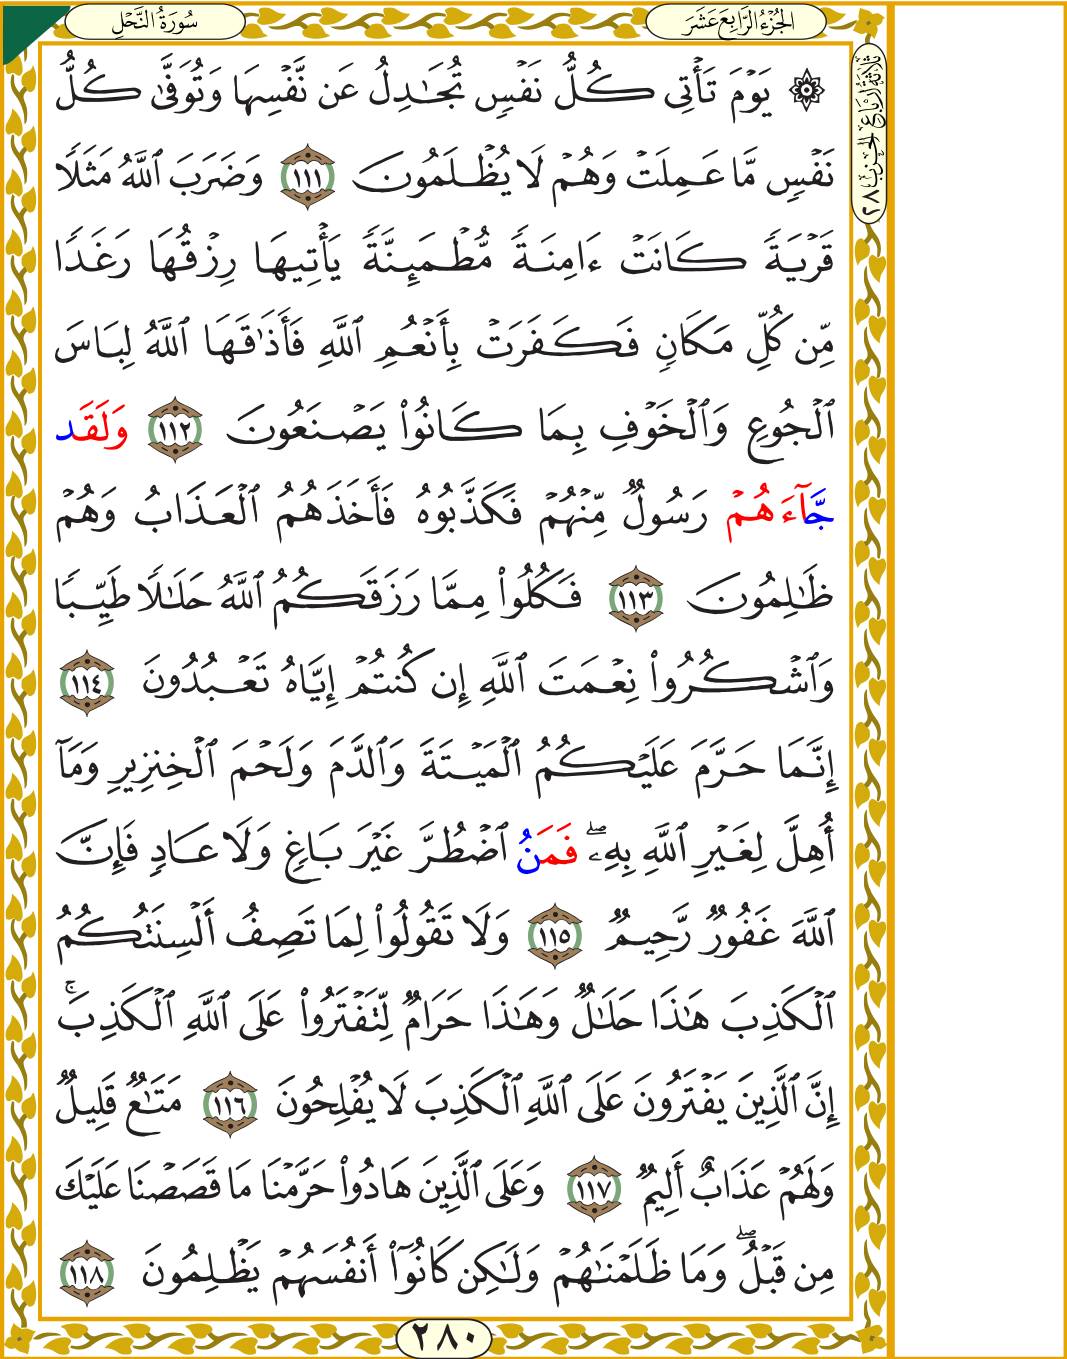 سُورَةُ النَّحْلِ
الجُزْءُ الرَّابِعَ عَشَرَ
ثلاثة أرباع الحزب ٢٨
۞ يَوۡمَ تَأۡتِي كُلُّ نَفۡسٖ تُجَٰدِلُ عَن نَّفۡسِهَا وَتُوَفَّىٰ كُلُّ
نَفۡسٖ مَّا عَمِلَتۡ وَهُمۡ لَا يُظۡلَمُونَ ١١١ وَضَرَبَ ٱللَّهُ مَثَلٗا
قَرۡيَةٗ كَانَتۡ ءَامِنَةٗ مُّطۡمَئِنَّةٗ يَأۡتِيهَا رِزۡقُهَا رَغَدٗا
مِّن كُلِّ مَكَانٖ فَكَفَرَتۡ بِأَنۡعُمِ ٱللَّهِ فَأَذَٰقَهَا ٱللَّهُ لِبَاسَ
ٱلۡجُوعِ وَٱلۡخَوۡفِ بِمَا كَانُواْ يَصۡنَعُونَ ١١٢ وَلَقَد
جَّآءَهُمۡ رَسُولٞ مِّنۡهُمۡ فَكَذَّبُوهُ فَأَخَذَهُمُ ٱلۡعَذَابُ وَهُمۡ
ظَٰلِمُونَ ١١٣ فَكُلُواْ مِمَّا رَزَقَكُمُ ٱللَّهُ حَلَٰلٗا طَيِّبٗا
وَٱشۡكُرُواْ نِعۡمَتَ ٱللَّهِ إِن كُنتُمۡ إِيَّاهُ تَعۡبُدُونَ ١١٤
إِنَّمَا حَرَّمَ عَلَيۡكُمُ ٱلۡمَيۡتَةَ وَٱلدَّمَ وَلَحۡمَ ٱلۡخِنزِيرِ وَمَآ
أُهِلَّ لِغَيۡرِ ٱللَّهِ بِهِۦۖ فَمَنُ ٱضۡطُرَّ غَيۡرَ بَاغٖ وَلَا عَادٖ فَإِنَّ
ٱللَّهَ غَفُورٞ رَّحِيمٞ ١١٥ وَلَا تَقُولُواْ لِمَا تَصِفُ أَلۡسِنَتُكُمُ
ٱلۡكَذِبَ هَٰذَا حَلَٰلٞ وَهَٰذَا حَرَامٞ لِّتَفۡتَرُواْ عَلَى ٱللَّهِ ٱلۡكَذِبَۚ
إِنَّ ٱلَّذِينَ يَفۡتَرُونَ عَلَى ٱللَّهِ ٱلۡكَذِبَ لَا يُفۡلِحُونَ ١١٦ مَتَٰعٞ قَلِيلٞ
وَلَهُمۡ عَذَابٌ أَلِيمٞ ١١٧ وَعَلَى ٱلَّذِينَ هَادُواْ حَرَّمۡنَا مَا قَصَصۡنَا عَلَيۡكَ
مِن قَبۡلُۖ وَمَا ظَلَمۡنَٰهُمۡ وَلَٰكِن كَانُوٓاْ أَنفُسَهُمۡ يَظۡلِمُونَ ١١٨
٢٨٠